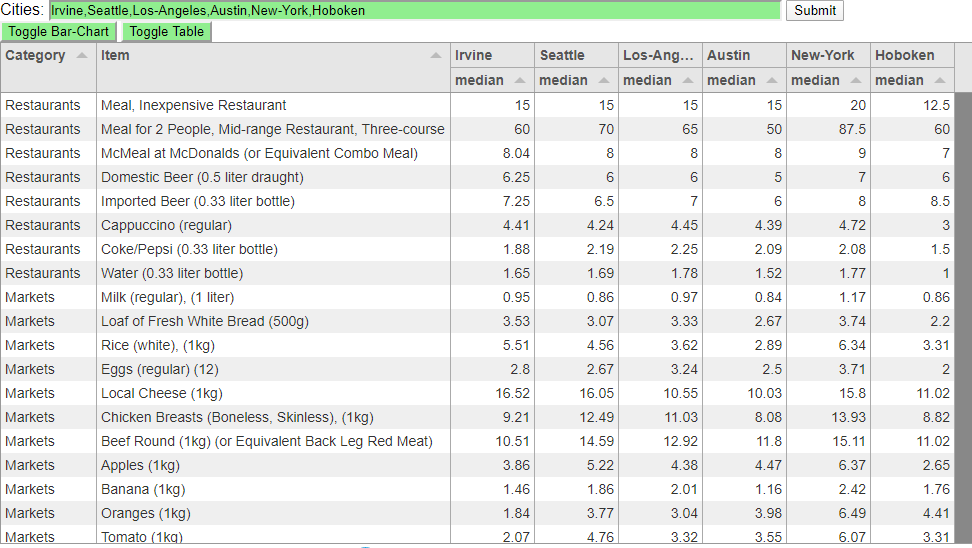 Cities: Irvine,Seattle,Los-Angeles,Austin,New-York,Hoboken Submit
Toggle Bar-Chart Toggle Table
Category Item Irvine Seattle Los-Ang... Austin New-York Hoboken
median median median median median median
Restaurants Meal, Inexpensive Restaurant 15 15 15 15 20 12.5
Restaurants Meal for 2 People, Mid-range Restaurant, Three-course 60 70 65 50 87.5 60
Restaurants McMeal at McDonalds (or Equivalent Combo Meal) 8.04 8 8 8 9 7
Restaurants Domestic Beer (0.5 liter draught) 6.25 6 6 5 7 6
Restaurants Imported Beer (0.33 liter bottle) 7.25 6.5 7 6 8 8.5
Restaurants Cappuccino (regular) 4.41 4.24 4.45 4.39 4.72 3
Restaurants Coke/Pepsi (0.33 liter bottle) 1.88 2.19 2.25 2.09 2.08 1.5
Restaurants Water (0.33 liter bottle) 1.65 1.69 1.78 1.52 1.77 1
Markets Milk (regular), (1 liter) 0.95 0.86 0.97 0.84 1.17 0.86
Markets Loaf of Fresh White Bread (500g) 3.53 3.07 3.33 2.67 3.74 2.2
Markets Rice (white), (1kg) 5.51 4.56 3.62 2.89 6.34 3.31
Markets Eggs (regular) (12) 2.8 2.67 3.24 2.5 3.71 2
Markets Local Cheese (1kg) 16.52 16.05 10.55 10.03 15.8 11.02
Markets Chicken Breasts (Boneless, Skinless), (1kg) 9.21 12.49 11.03 8.08 13.93 8.82
Markets Beef Round (1kg) (or Equivalent Back Leg Red Meat) 10.51 14.59 12.92 11.8 15.11 11.02
Markets Apples (1kg) 3.86 5.22 4.38 4.47 6.37 2.65
Markets Banana (1kg) 1.46 1.86 2.01 1.16 2.42 1.76
Markets Oranges (1kg) 1.84 3.77 3.04 3.98 6.49 4.41
Markets Tomato (1kg) 2.07 4.76 3.32 3.55 6.07 3.31